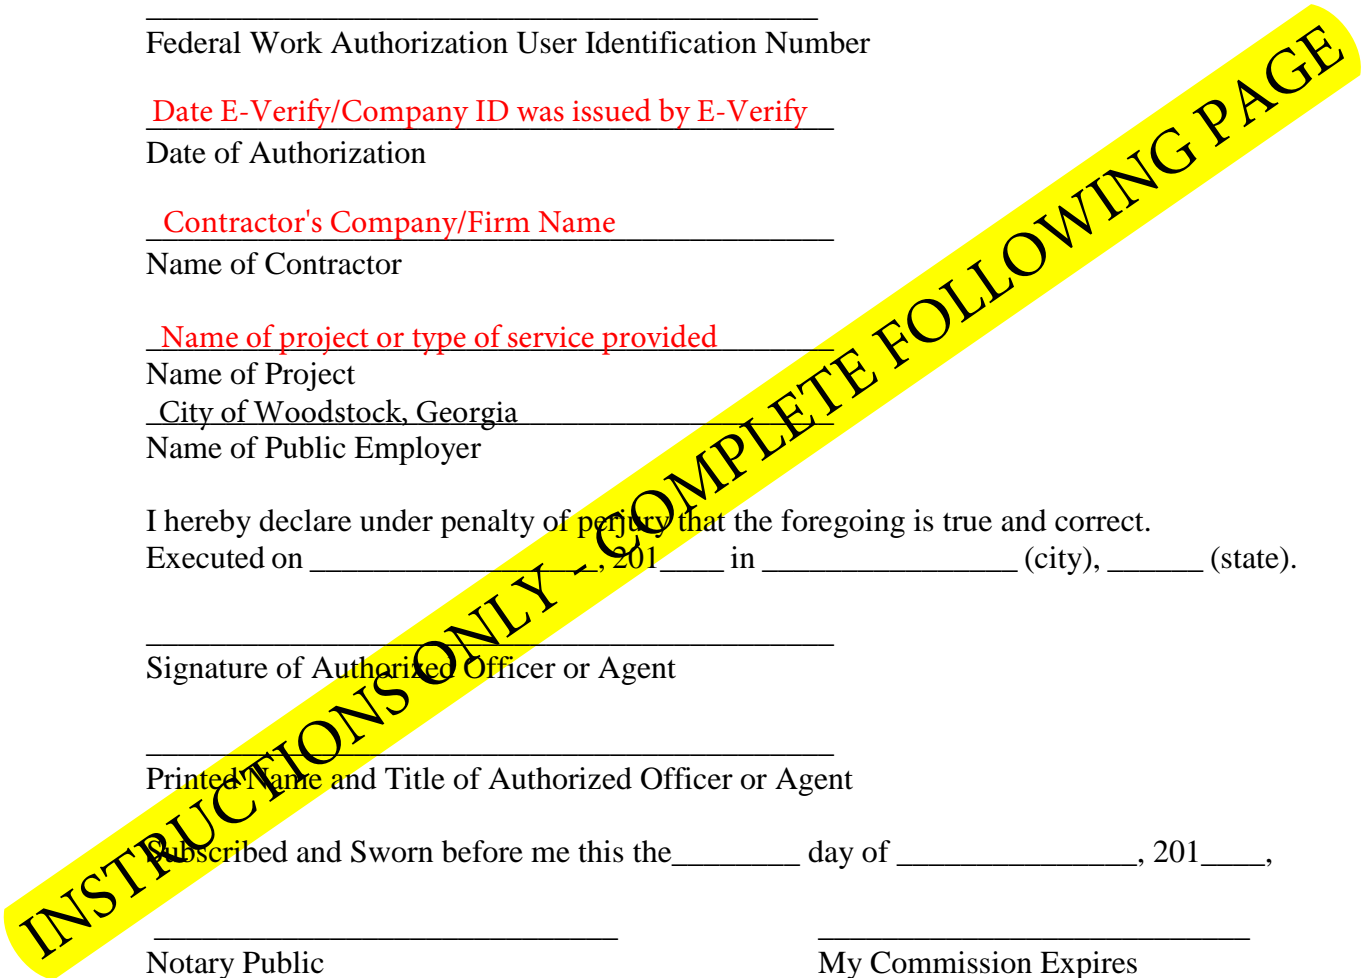 Federal Work Authorization User Identification Number
Date E-Verify/Company ID was issued by E-Verify
Date of Authorization
Contractor's Company/Firm Name
Name of Contractor
Name of project or type of service provided
Name of Project
City of Woodstock, Georgia
Name of Public Employer
I hereby declare under penalty of perjury that the foregoing is true and correct.
Executed on __________________, 201____ in ________________ (city), ______ (state).
Signature of Authorized Officer or Agent
Printed Name and Title of Authorized Officer or Agent
Subscribed and Sworn before me this the________ day of _______________, 201____,
Notary Public My Commission Expires
INSTRUCTIONS ONLY - COMPLETE FOLLOWING PAGE